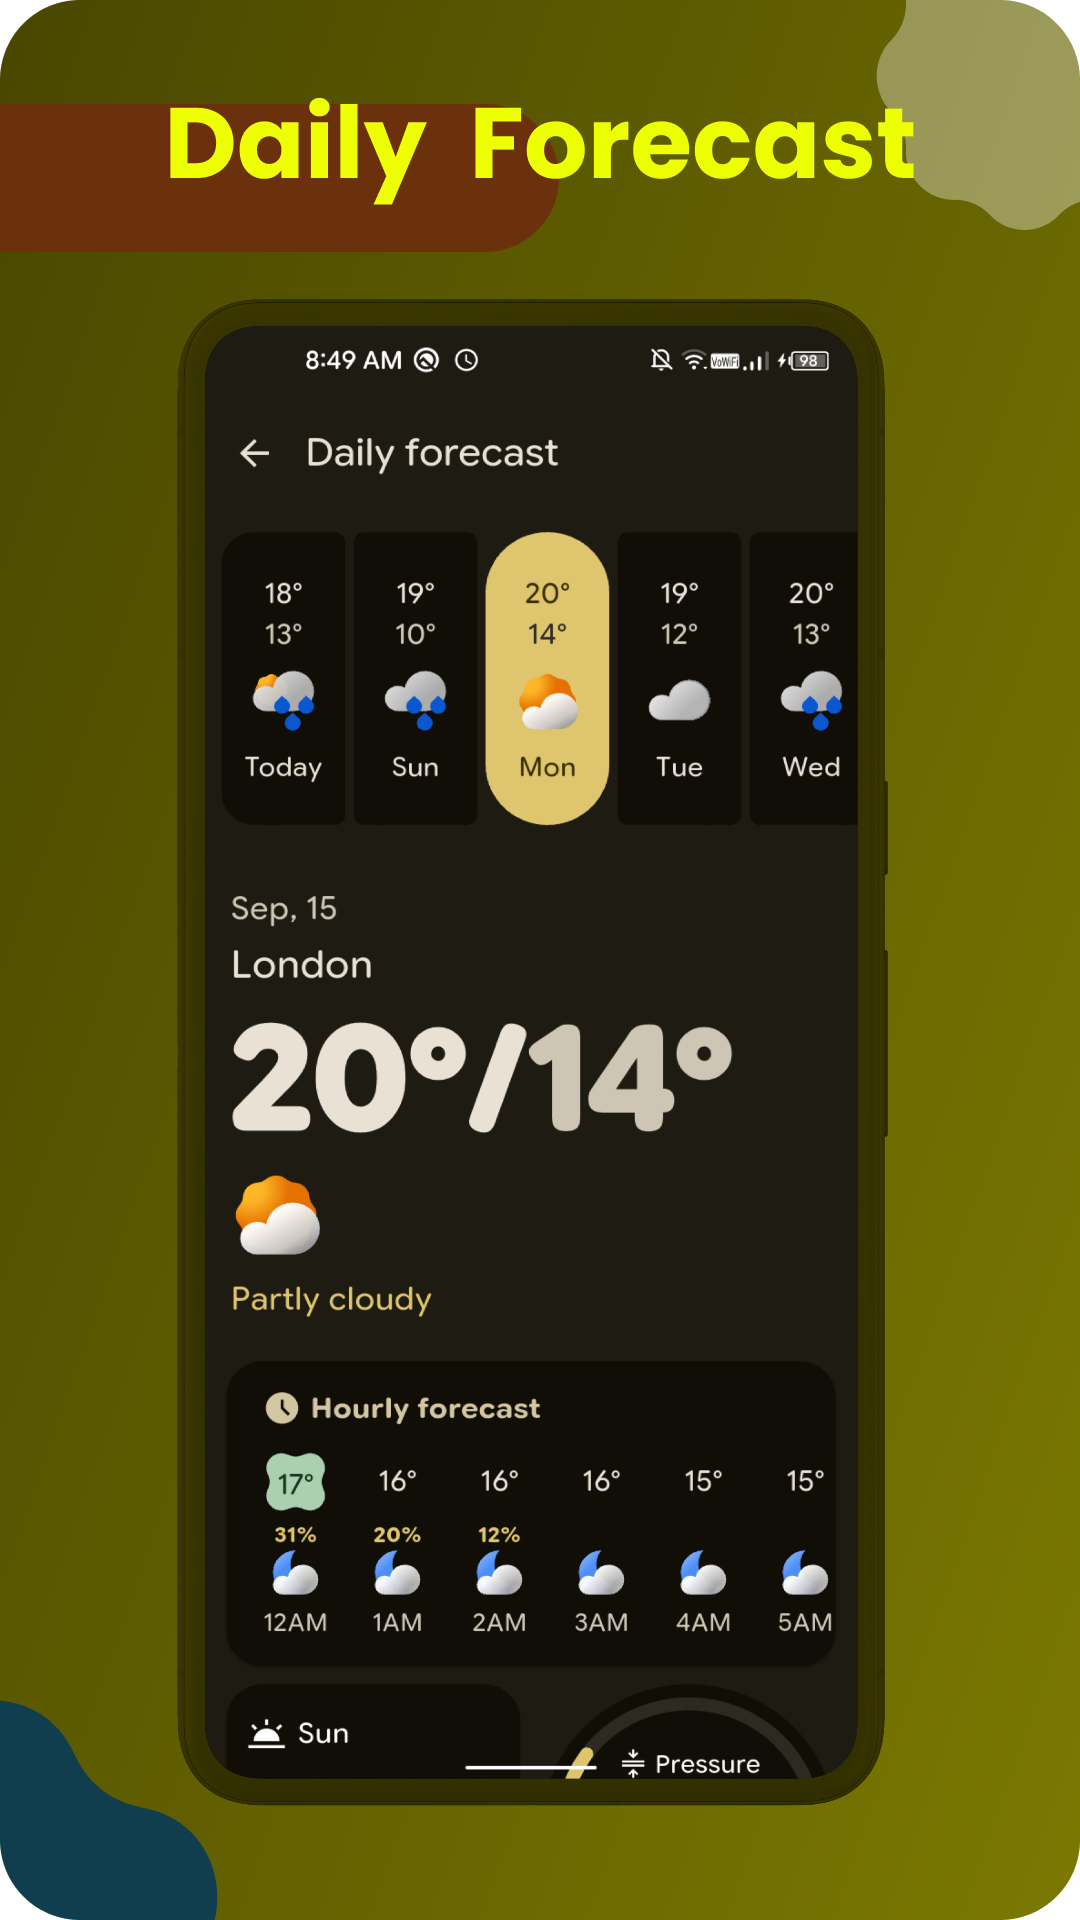 Daily Forecast
8:49 AM VoWiFi 98
Daily forecast
18° 19° 20° 19° 20°
13° 10° 14° 12° 13°
Today Sun Mon Tue Wed
Sep, 15
London
20°/14°
Partly cloudy
Hourly forecast
17° 16° 16° 16° 15° 15°
31% 20% 12%
12AM 1AM 2AM 3AM 4AM 5AM
Sun
Pressure